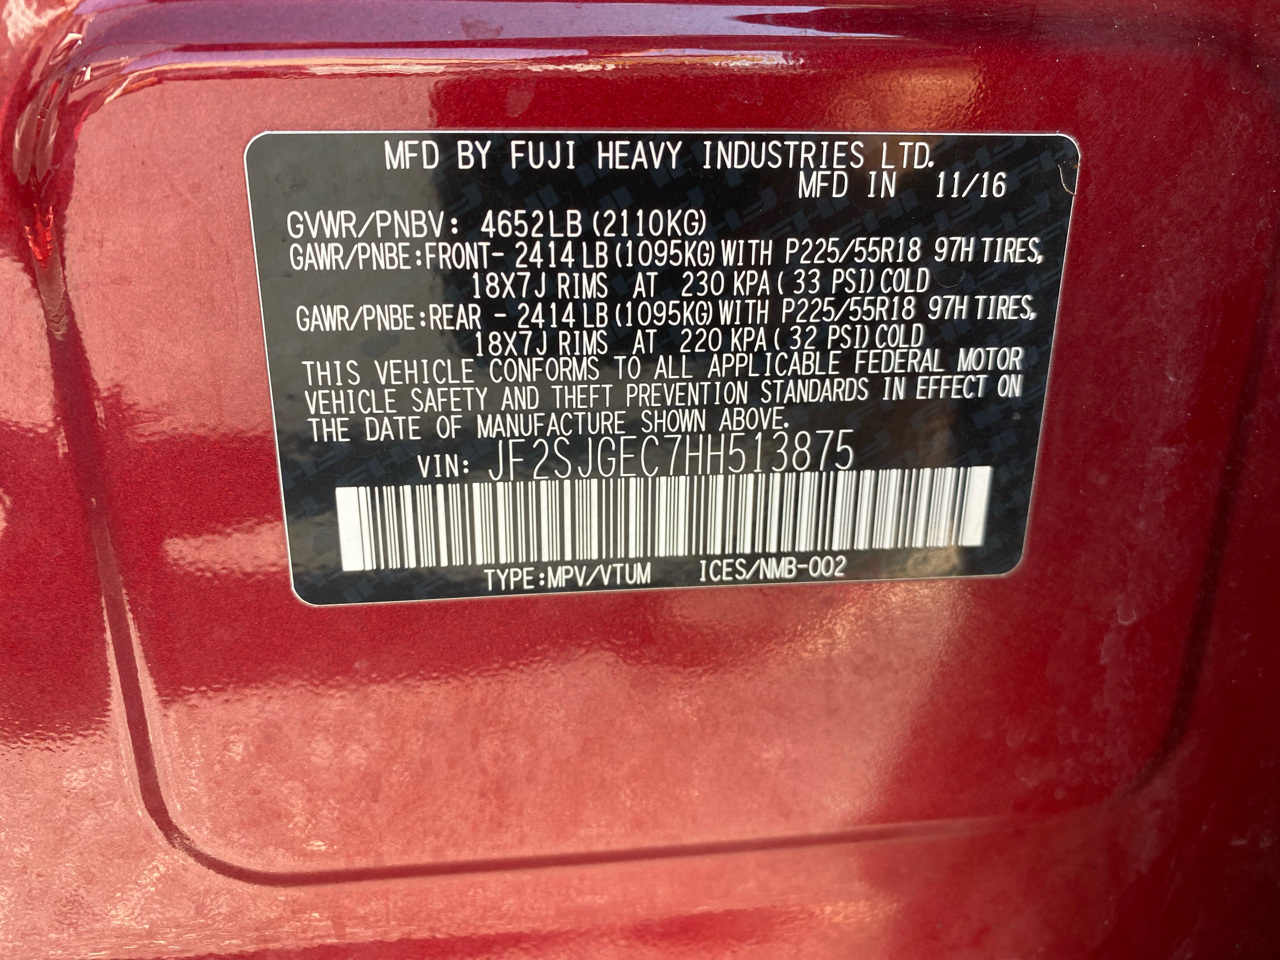 MFD BY FUJI HEAVY INDUSTRIES LTD.
MFD IN 11/16
GVWR/PNBV: 4652LB (2110KG)
GAWR/PNBE:FRONT- 2414LB (1095KG) WITH P225/55R18 97H TIRES,
18X7J RIMS AT 230 KPA ( 33 PSI) COLD
GAWR/PNBE:REAR - 2414LB (1095KG) WITH P225/55R18 97H TIRES,
18X7J RIMS AT 220 KPA ( 32 PSI) COLD
THIS VEHICLE CONFORMS TO ALL APPLICABLE FEDERAL MOTOR
VEHICLE SAFETY AND THEFT PREVENTION STANDARDS IN EFFECT ON
THE DATE OF MANUFACTURE SHOWN ABOVE.
VIN: JF2SJGEC7HH513875
TYPE:MPV/VTUM ICES/NMB-002